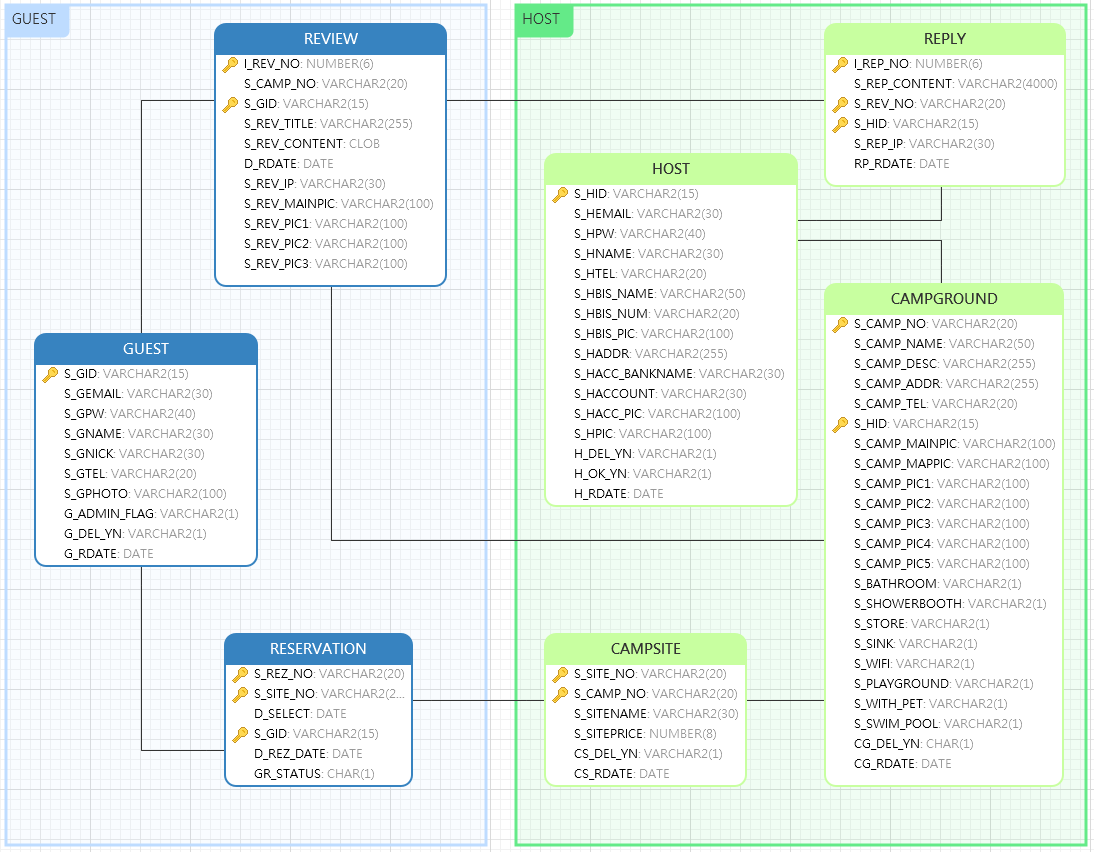 GUEST
REVIEW
I_REV_NO: NUMBER(6)
S_CAMP_NO: VARCHAR2(20)
S_GID: VARCHAR2(15)
S_REV_TITLE: VARCHAR2(255)
S_REV_CONTENT: CLOB
D_RDATE: DATE
S_REV_IP: VARCHAR2(30)
S_REV_MAINPIC: VARCHAR2(100)
S_REV_PIC1: VARCHAR2(100)
S_REV_PIC2: VARCHAR2(100)
S_REV_PIC3: VARCHAR2(100)
GUEST
S_GID: VARCHAR2(15)
S_GEMAIL: VARCHAR2(30)
S_GPW: VARCHAR2(40)
S_GNAME: VARCHAR2(30)
S_GNICK: VARCHAR2(30)
S_GTEL: VARCHAR2(20)
S_GPHOTO: VARCHAR2(100)
G_ADMIN_FLAG: VARCHAR2(1)
G_DEL_YN: VARCHAR2(1)
G_RDATE: DATE
RESERVATION
S_REZ_NO: VARCHAR2(20)
S_SITE_NO: VARCHAR2(2...
D_SELECT: DATE
S_GID: VARCHAR2(15)
D_REZ_DATE: DATE
GR_STATUS: CHAR(1)
HOST
REPLY
I_REP_NO: NUMBER(6)
S_REP_CONTENT: VARCHAR2(4000)
S_REV_NO: VARCHAR2(20)
S_HID: VARCHAR2(15)
S_REP_IP: VARCHAR2(30)
RP_RDATE: DATE
HOST
S_HID: VARCHAR2(15)
S_HEMAIL: VARCHAR2(30)
S_HPW: VARCHAR2(40)
S_HNAME: VARCHAR2(30)
S_HTEL: VARCHAR2(20)
S_HBIS_NAME: VARCHAR2(50)
S_HBIS_NUM: VARCHAR2(20)
S_HBIS_PIC: VARCHAR2(100)
S_HADDR: VARCHAR2(255)
S_HACC_BANKNAME: VARCHAR2(30)
S_HACCOUNT: VARCHAR2(30)
S_HACC_PIC: VARCHAR2(100)
S_HPIC: VARCHAR2(100)
H_DEL_YN: VARCHAR2(1)
H_OK_YN: VARCHAR2(1)
H_RDATE: DATE
CAMPGROUND
S_CAMP_NO: VARCHAR2(20)
S_CAMP_NAME: VARCHAR2(50)
S_CAMP_DESC: VARCHAR2(255)
S_CAMP_ADDR: VARCHAR2(255)
S_CAMP_TEL: VARCHAR2(20)
S_HID: VARCHAR2(15)
S_CAMP_MAINPIC: VARCHAR2(100)
S_CAMP_MAPPIC: VARCHAR2(100)
S_CAMP_PIC1: VARCHAR2(100)
S_CAMP_PIC2: VARCHAR2(100)
S_CAMP_PIC3: VARCHAR2(100)
S_CAMP_PIC4: VARCHAR2(100)
S_CAMP_PIC5: VARCHAR2(100)
S_BATHROOM: VARCHAR2(1)
S_SHOWERBOOTH: VARCHAR2(1)
S_STORE: VARCHAR2(1)
S_SINK: VARCHAR2(1)
S_WIFI: VARCHAR2(1)
S_PLAYGROUND: VARCHAR2(1)
S_WITH_PET: VARCHAR2(1)
S_SWIM_POOL: VARCHAR2(1)
CG_DEL_YN: CHAR(1)
CG_RDATE: DATE
CAMPSITE
S_SITE_NO: VARCHAR2(20)
S_CAMP_NO: VARCHAR2(20)
S_SITENAME: VARCHAR2(30)
S_SITEPRICE: NUMBER(8)
CS_DEL_YN: VARCHAR2(1)
CS_RDATE: DATE